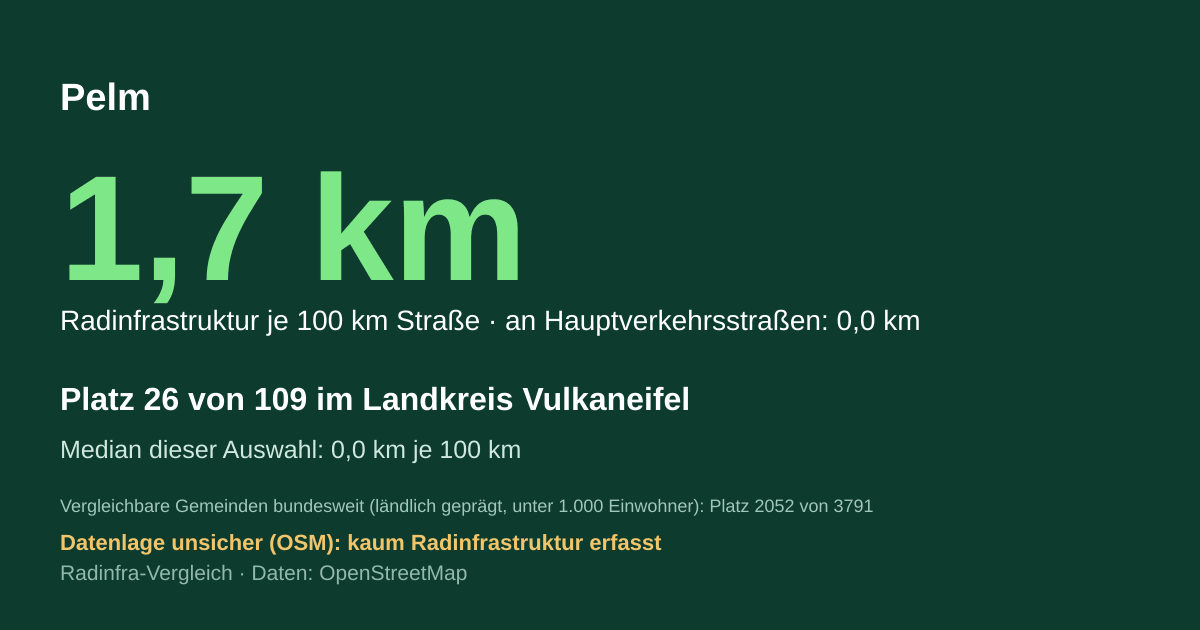 Pelm
1,7 km
Radinfrastruktur je 100 km Straße · an Hauptverkehrsstraßen: 0,0 km
Platz 26 von 109 im Landkreis Vulkaneifel
Median dieser Auswahl: 0,0 km je 100 km
Vergleichbare Gemeinden bundesweit (ländlich geprägt, unter 1.000 Einwohner): Platz 2052 von 3791
Datenlage unsicher (OSM): kaum Radinfrastruktur erfasst
Radinfra-Vergleich · Daten: OpenStreetMap